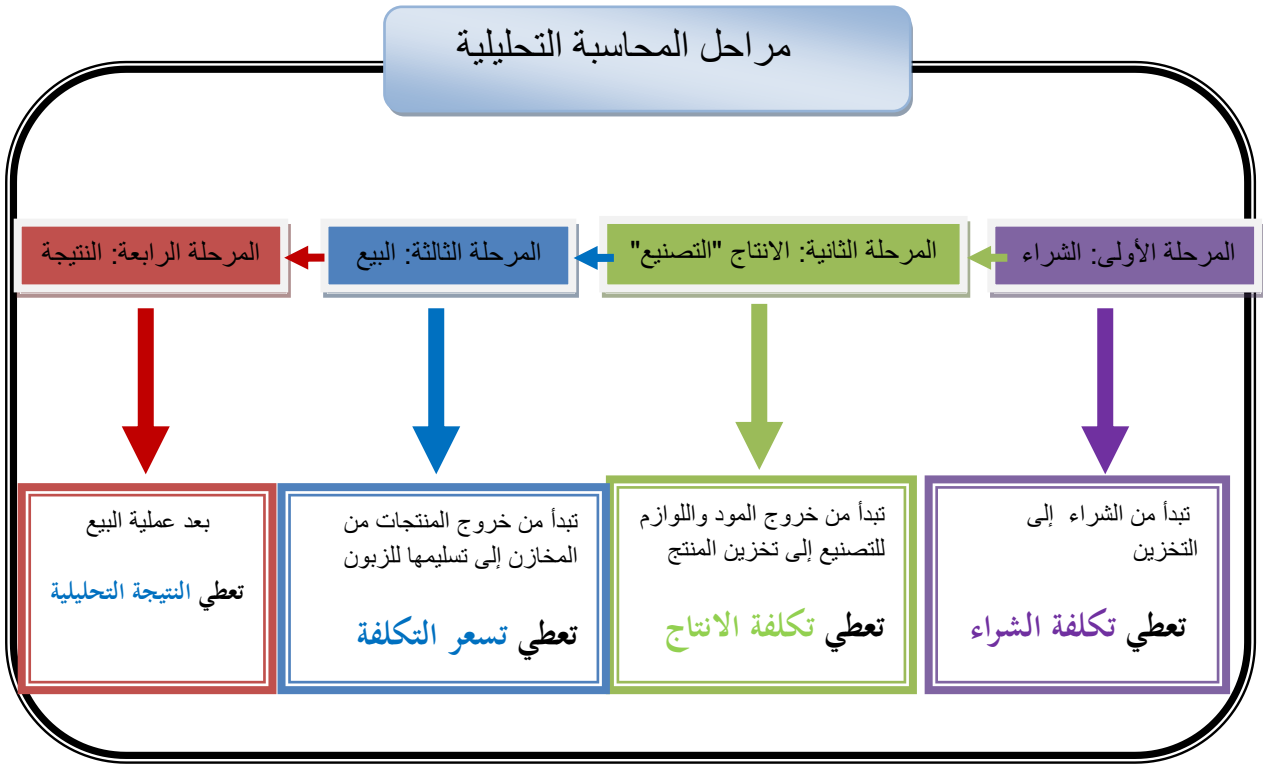 مراحل المحاسبة التحليلية
المرحلة الأولى: الشراء
المرحلة الثانية: الانتاج "التصنيع"
المرحلة الثالثة: البيع
المرحلة الرابعة: النتيجة
تبدأ من الشراء إلى
التخزين
تعطي تكلفة الشراء
تبدأ من خروج المود واللوازم
للتصنيع إلى تخزين المنتج
تعطي تكلفة الانتاج
تبدأ من خروج المنتجات من
المخازن إلى تسليمها للزبون
تعطي تسعر التكلفة
بعد عملية البيع
تعطي النتيجة التحليلية